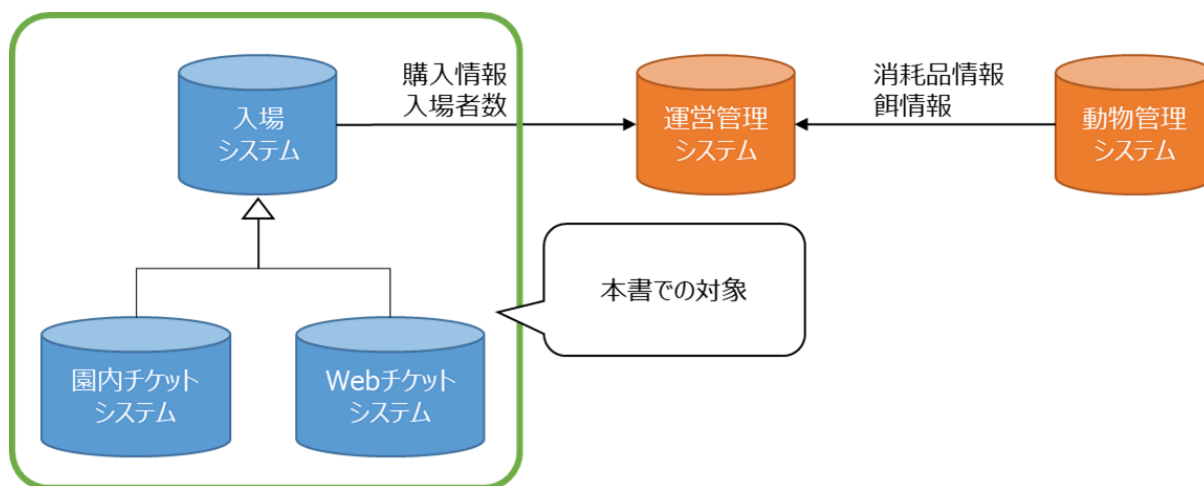 入場
システム
購入情報
入場者数
運営管理
システム
消耗品情報
餌情報
動物管理
システム
本書での対象
園内チケット
システム
Webチケット
システム